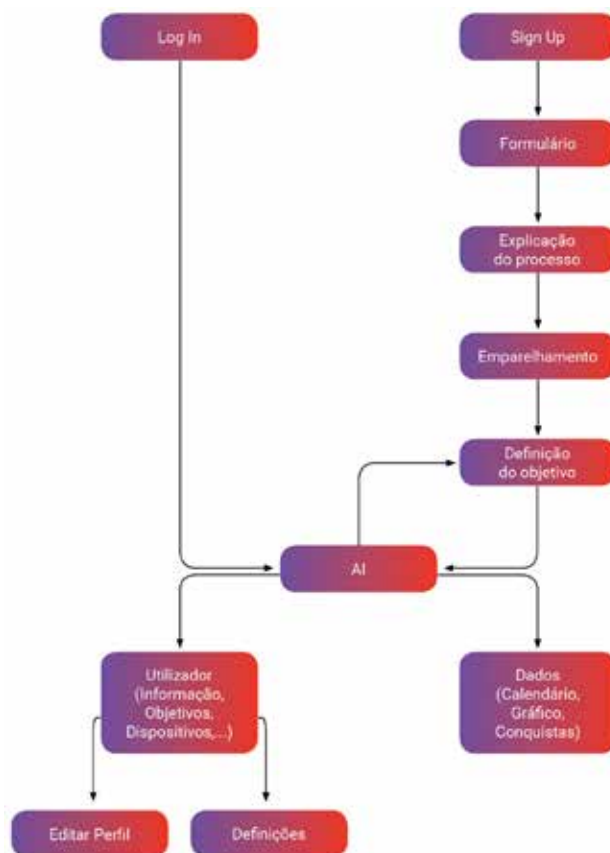 Log In
Sign Up
Formulário
Explicação
do processo
Emparelhamento
Definição
do objetivo
AI
Utilizador
(Informação,
Objetivos,
Dispositivos,...)
Dados
(Calendário,
Gráfico,
Conquistas)
Editar Perfil
Definições